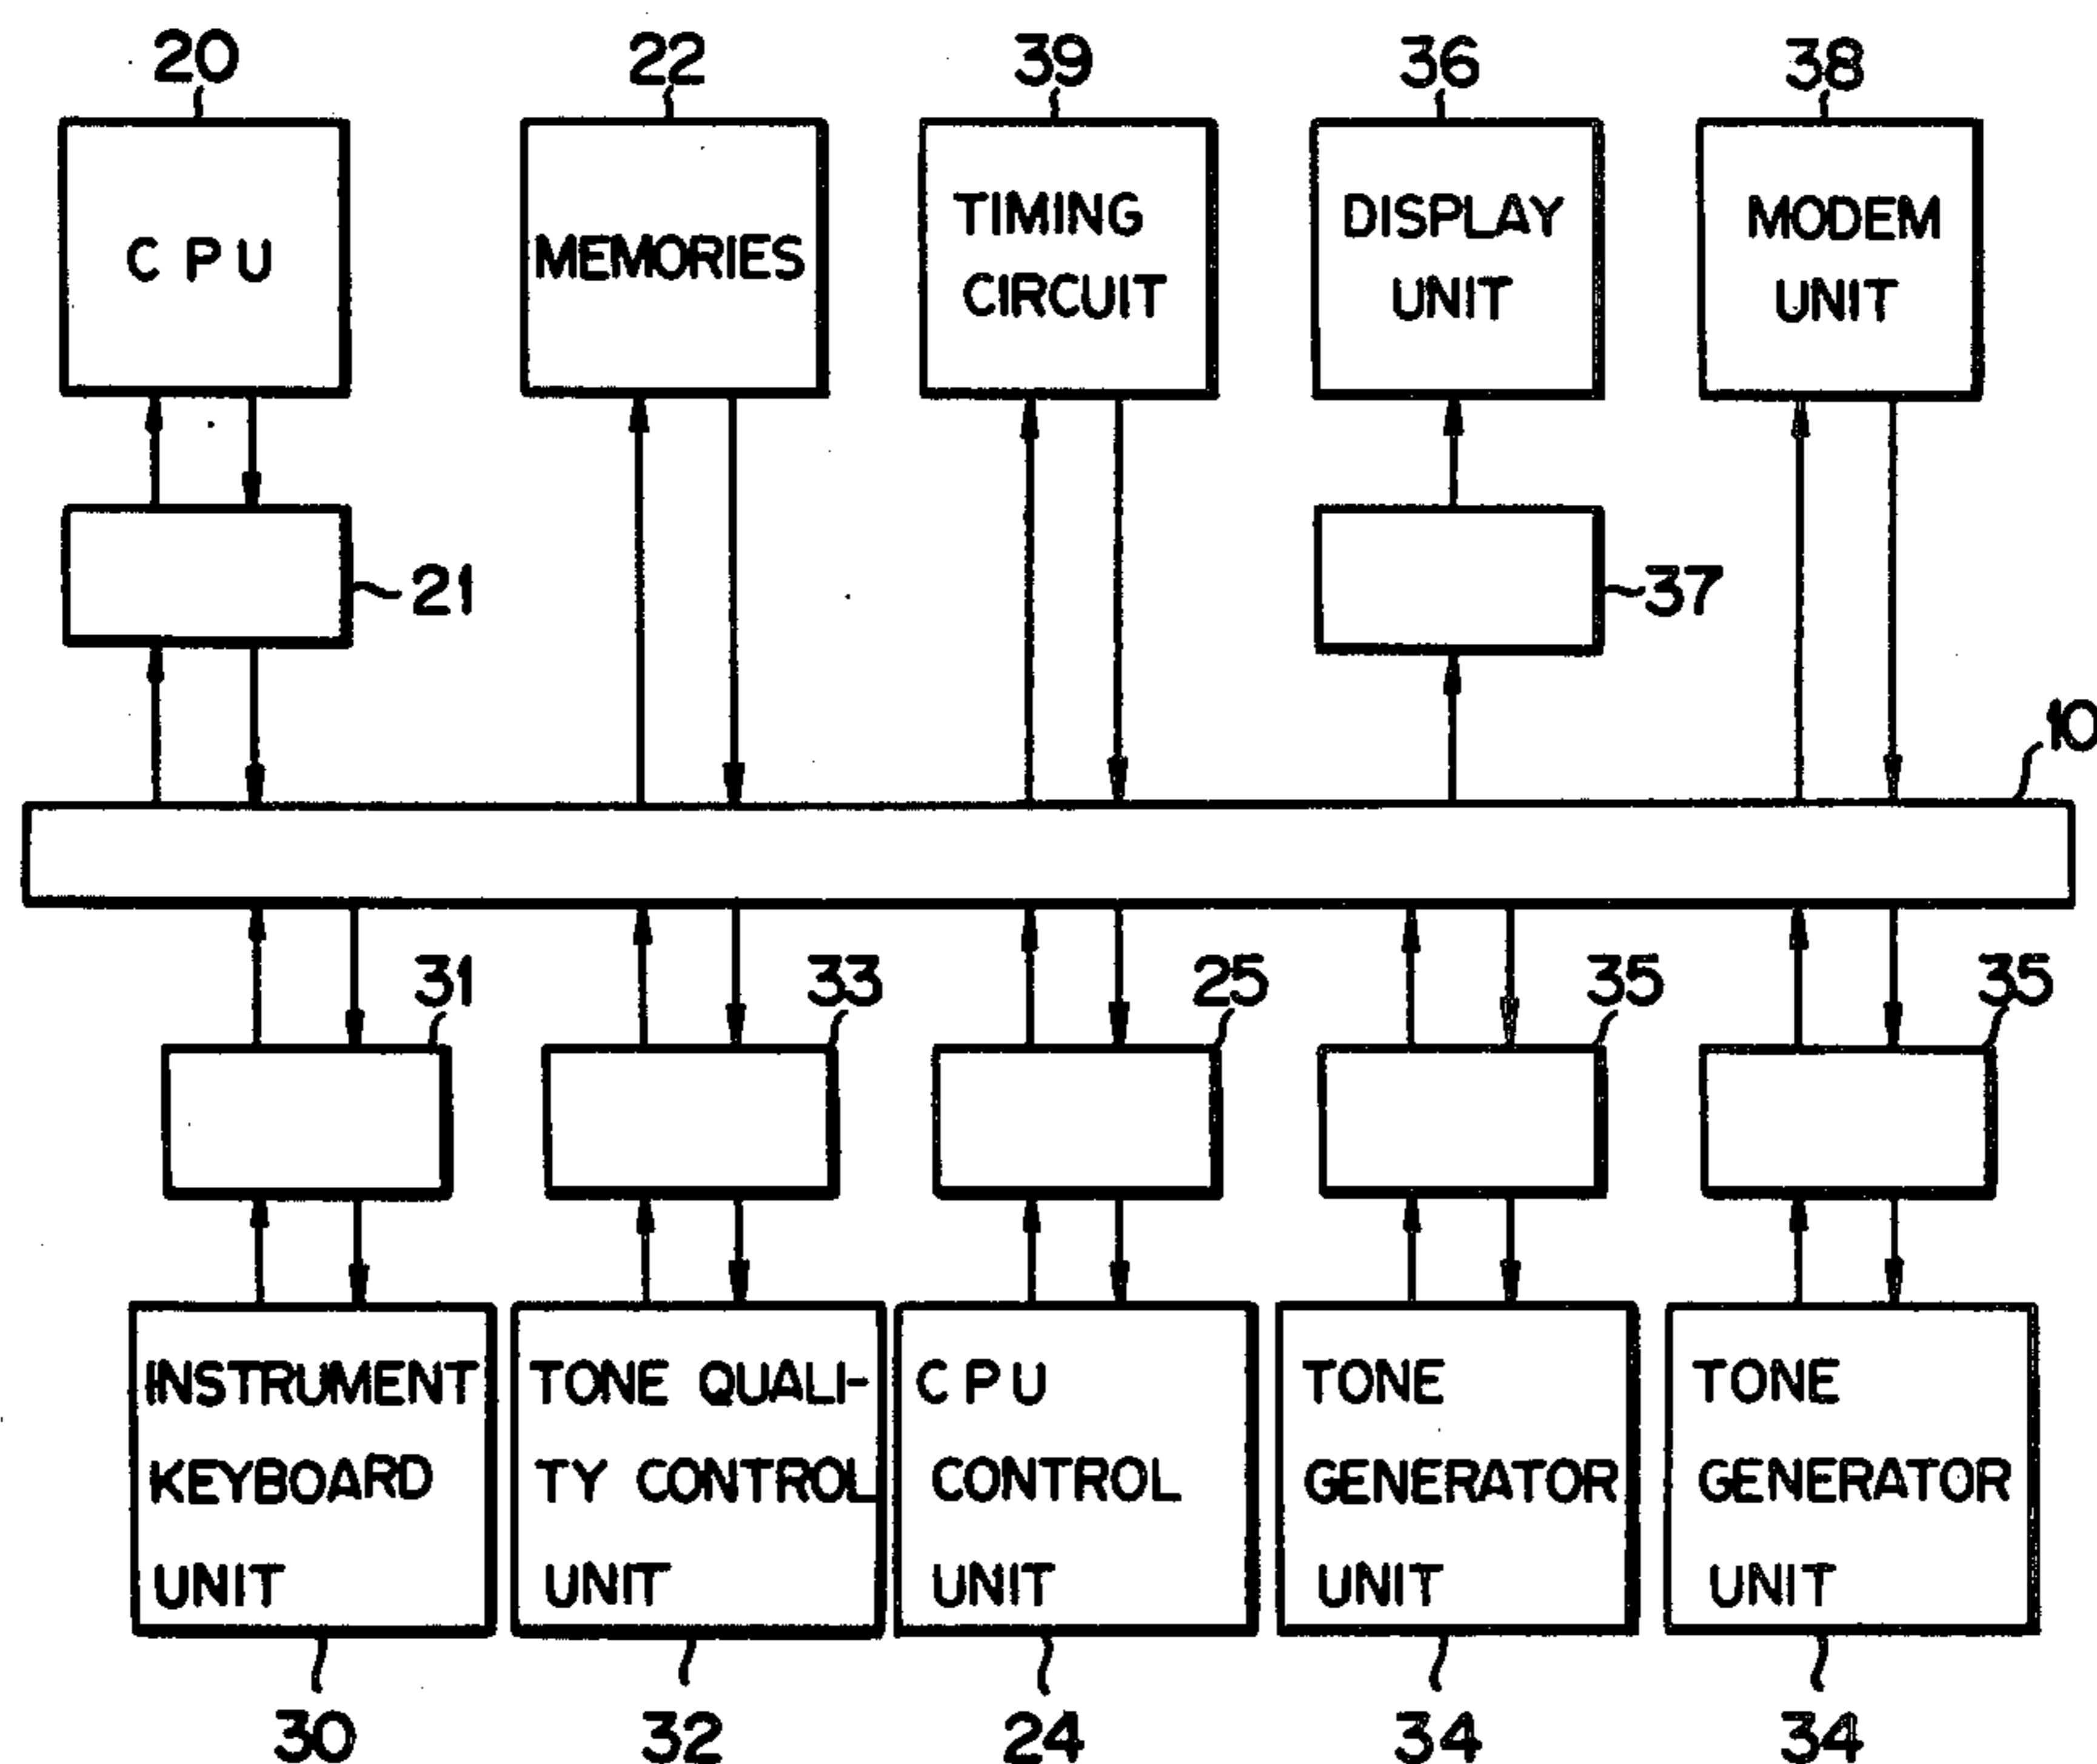 20 22 39 36 38
CPU
MEMORIES
TIMING
CIRCUIT
DISPLAY
UNIT
MODEM
UNIT
21
37
10
31 33 25 35 35
INSTRUMENT
KEYBOARD
UNIT
TONE QUALI-
TY CONTROL
UNIT
CPU
CONTROL
UNIT
TONE
GENERATOR
UNIT
TONE
GENERATOR
UNIT
30 32 24 34 34